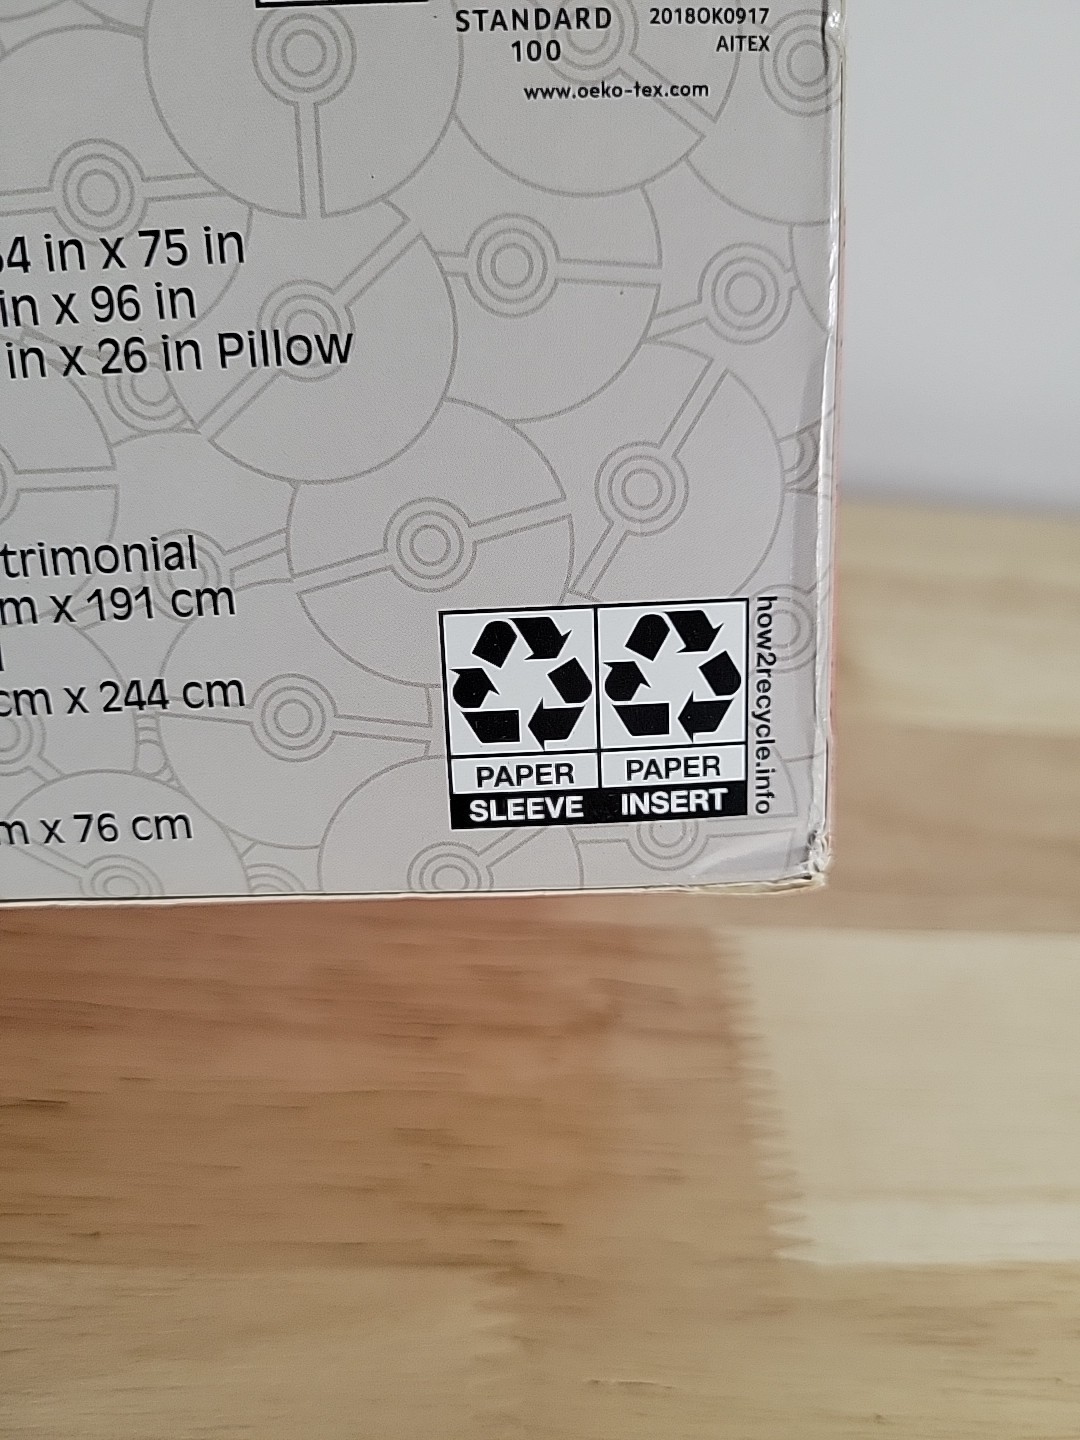 STANDARD
100
2018OK0917
AITEX
www.oeko-tex.com
54 in x 75 in
in x 96 in
in x 26 in Pillow
trimonial
m x 191 cm
cm x 244 cm
m x 76 cm
PAPER
SLEEVE
PAPER
INSERT
how2recycle.info